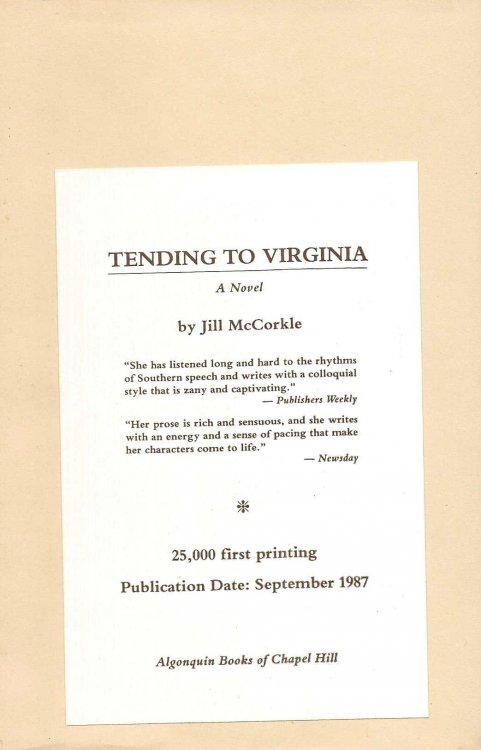 TENDING TO VIRGINIA
A Novel
by Jill McCorkle
“She has listened long and hard to the rhythms
of Southern speech and writes with a colloquial
style that is zany and captivating.”
— Publishers Weekly
“Her prose is rich and sensuous, and she writes
with an energy and a sense of pacing that make
her characters come to life.”
— Newsday
25,000 first printing
Publication Date: September 1987
Algonquin Books of Chapel Hill